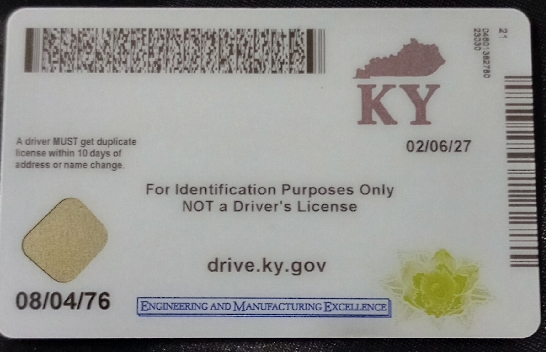 21
KY
02/06/27
A driver MUST get duplicate
license within 10 days of
address or name change.
For Identification Purposes Only
NOT a Driver's License
drive.ky.gov
08/04/76
ENGINEERING AND MANUFACTURING EXCELLENCE